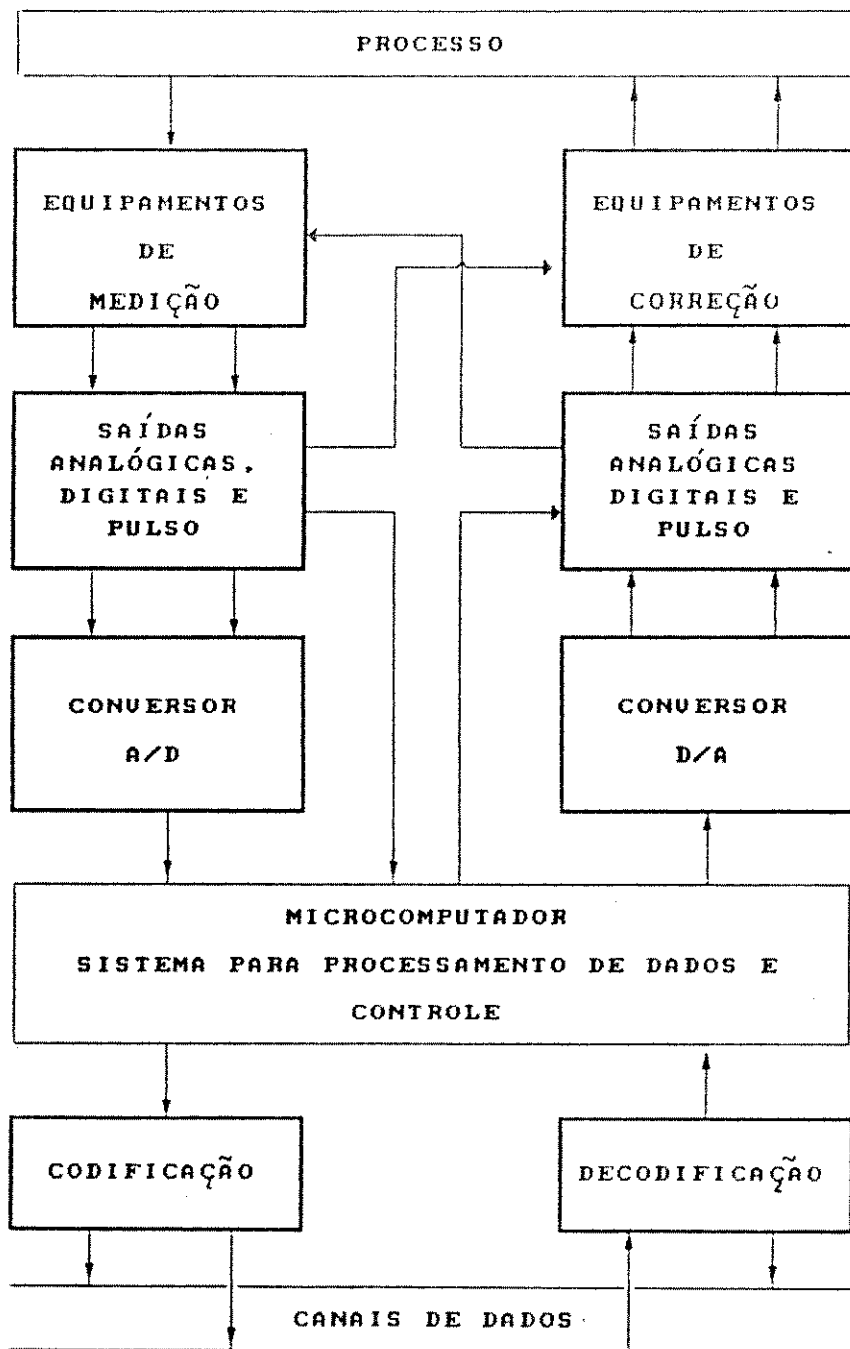 PROCESSO
EQUIPAMENTOS
DE
MEDIÇÃO
EQUIPAMENTOS
DE
CORREÇÃO
SAÍDAS
ANALÓGICAS,
DIGITAIS E
PULSO
SAÍDAS
ANALÓGICAS
DIGITAIS E
PULSO
CONVERSOR
A/D
CONVERSOR
D/A
MICROCOMPUTADOR
SISTEMA PARA PROCESSAMENTO DE DADOS E
CONTROLE
CODIFICAÇÃO
DECODIFICAÇÃO
CANAIS DE DADOS